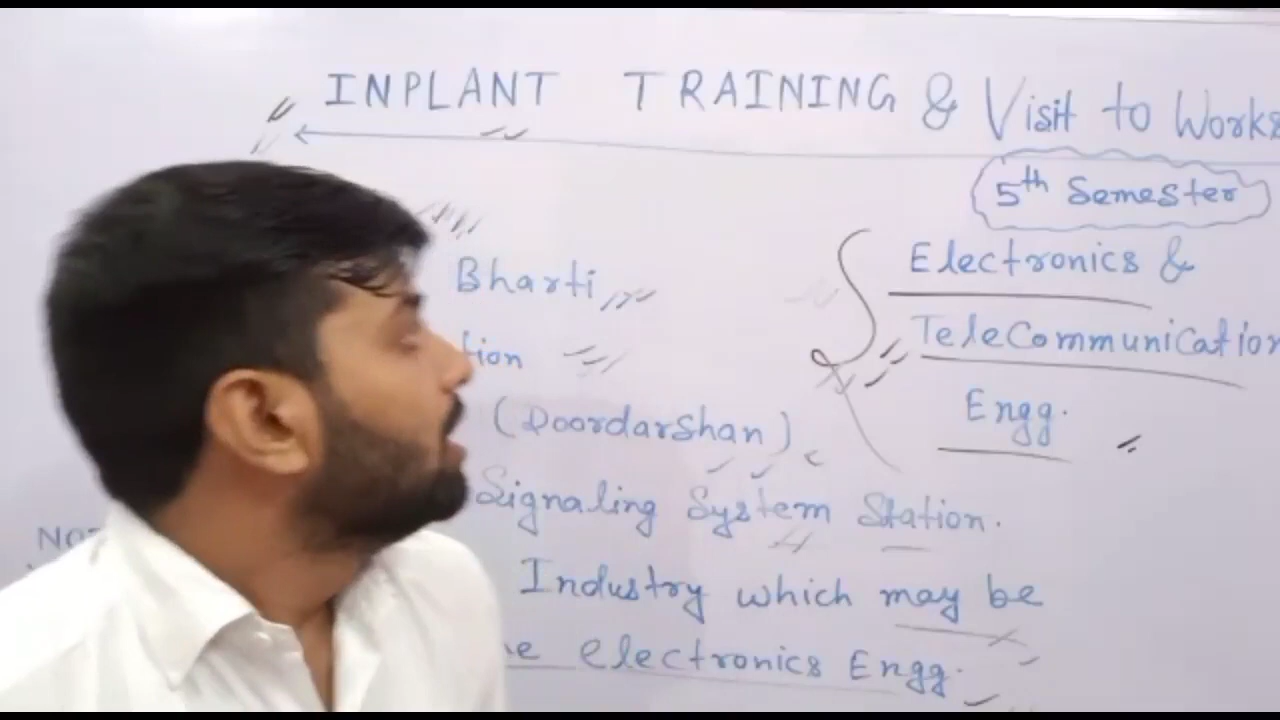 INPLANT TRAINING & Visit to Works
5th Semester
Electronics &
TeleCommunication
Engg.
Bharti
tion
(Doordarshan)
Signaling System Station.
NOT
Industry which may be
e electronics Engg.